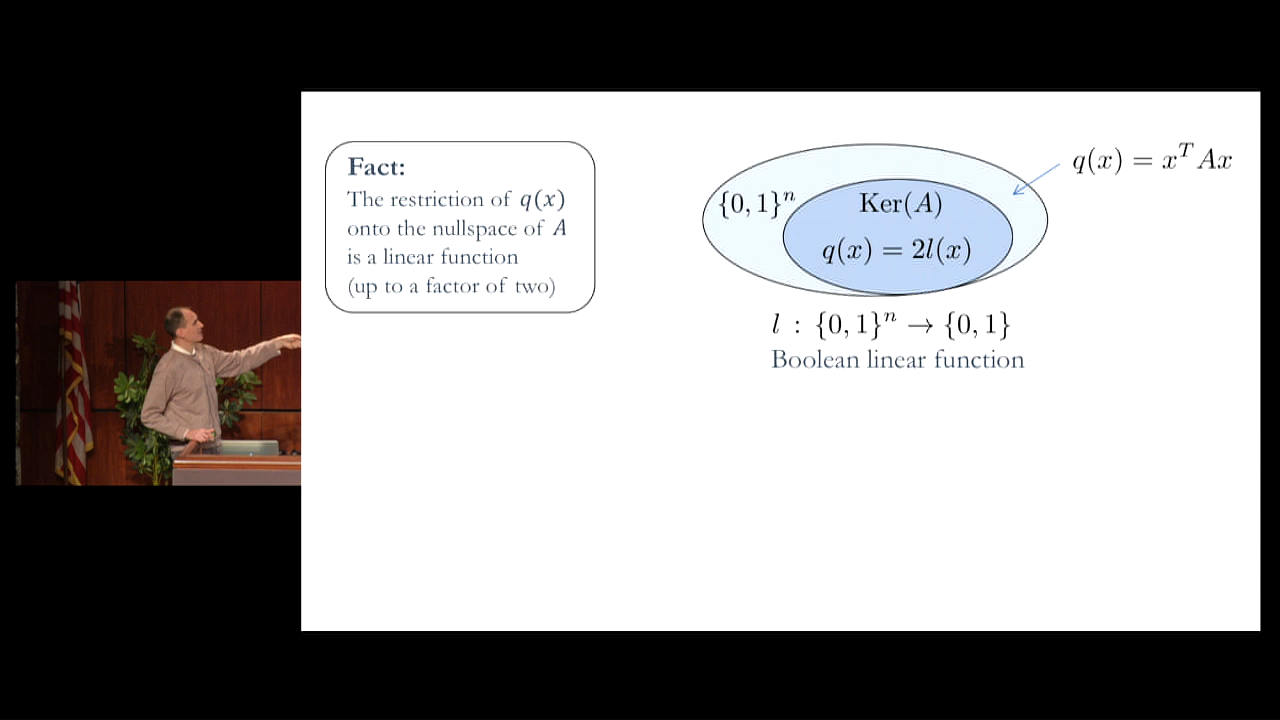 Fact:
The restriction of q(x)
onto the nullspace of A
is a linear function
(up to a factor of two)
q(x) = x^T Ax
{0, 1}^n
Ker(A)
q(x) = 2l(x)
l : {0, 1}^n → {0, 1}
Boolean linear function